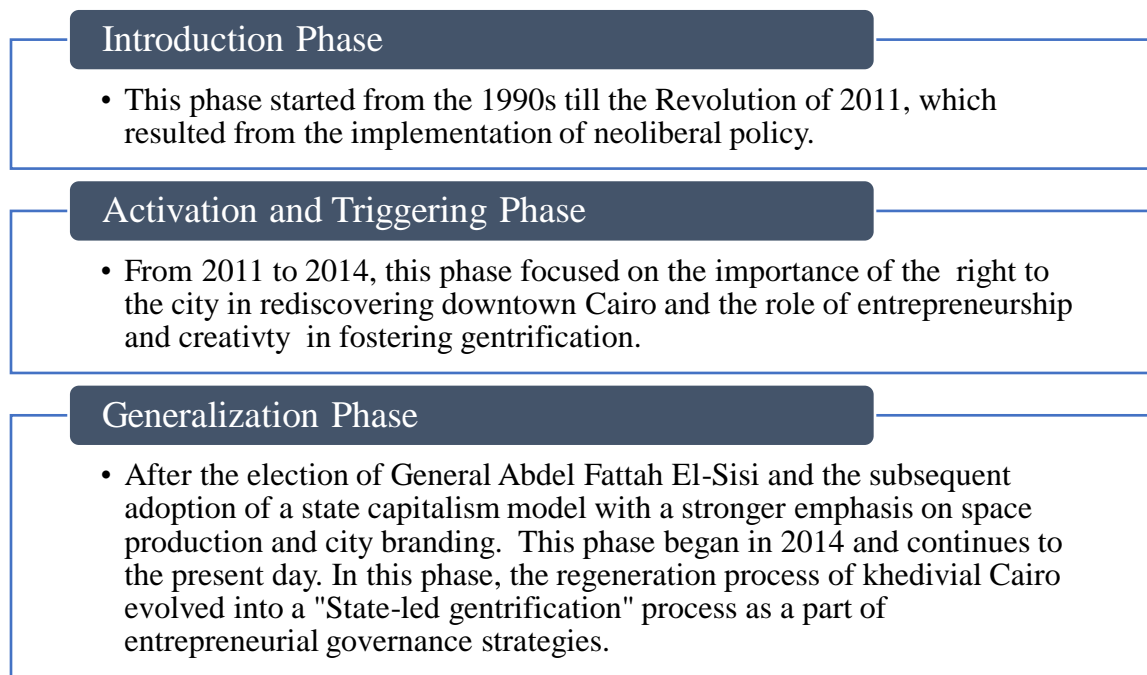 Introduction Phase
• This phase started from the 1990s till the Revolution of 2011, which
resulted from the implementation of neoliberal policy.
Activation and Triggering Phase
• From 2011 to 2014, this phase focused on the importance of the  right to
the city in rediscovering downtown Cairo and the role of entrepreneurship
and creativty  in fostering gentrification.
Generalization Phase
• After the election of General Abdel Fattah El-Sisi and the subsequent
adoption of a state capitalism model with a stronger emphasis on space
production and city branding.  This phase began in 2014 and continues to
the present day. In this phase, the regeneration process of khedivial Cairo
evolved into a "State-led gentrification" process as a part of
entrepreneurial governance strategies.